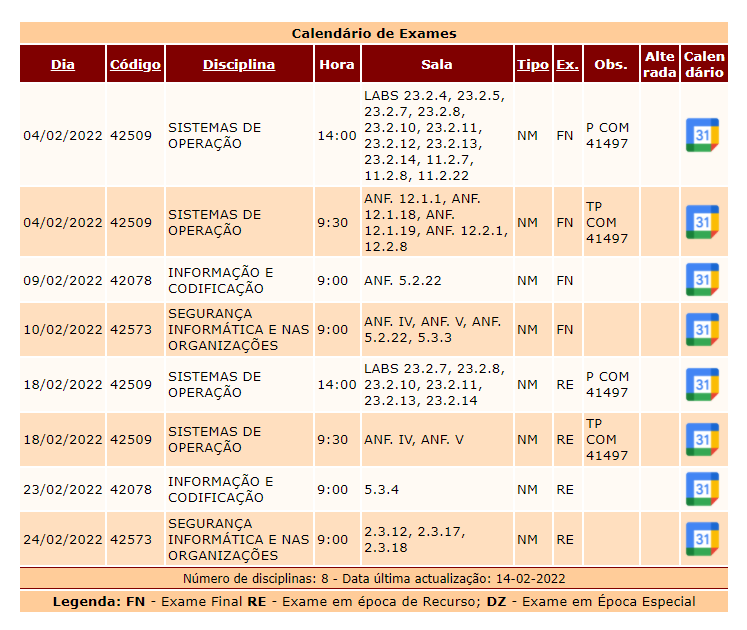 Calendário de Exames
Dia Código Disciplina Hora Sala Tipo Ex. Obs. Alte rada Calen dário
04/02/2022 42509 SISTEMAS DE OPERAÇÃO 14:00 LABS 23.2.4, 23.2.5, 23.2.7, 23.2.8, 23.2.10, 23.2.11, 23.2.12, 23.2.13, 23.2.14, 11.2.7, 11.2.8, 11.2.22 NM FN P COM 41497 31
04/02/2022 42509 SISTEMAS DE OPERAÇÃO 9:30 ANF. 12.1.1, ANF. 12.1.18, ANF. 12.1.19, ANF. 12.2.1, 12.2.8 NM FN TP COM 41497 31
09/02/2022 42078 INFORMAÇÃO E CODIFICAÇÃO 9:00 ANF. 5.2.22 NM FN 31
10/02/2022 42573 SEGURANÇA INFORMÁTICA E NAS ORGANIZAÇÕES 9:00 ANF. IV, ANF. V, ANF. 5.2.22, 5.3.3 NM FN 31
18/02/2022 42509 SISTEMAS DE OPERAÇÃO 14:00 LABS 23.2.7, 23.2.8, 23.2.10, 23.2.11, 23.2.13, 23.2.14 NM RE P COM 41497 31
18/02/2022 42509 SISTEMAS DE OPERAÇÃO 9:30 ANF. IV, ANF. V NM RE TP COM 41497 31
23/02/2022 42078 INFORMAÇÃO E CODIFICAÇÃO 9:00 5.3.4 NM RE 31
24/02/2022 42573 SEGURANÇA INFORMÁTICA E NAS ORGANIZAÇÕES 9:00 2.3.12, 2.3.17, 2.3.18 NM RE 31
Número de disciplinas: 8 - Data última actualização: 14-02-2022
Legenda: FN - Exame Final RE - Exame em época de Recurso; DZ - Exame em Época Especial